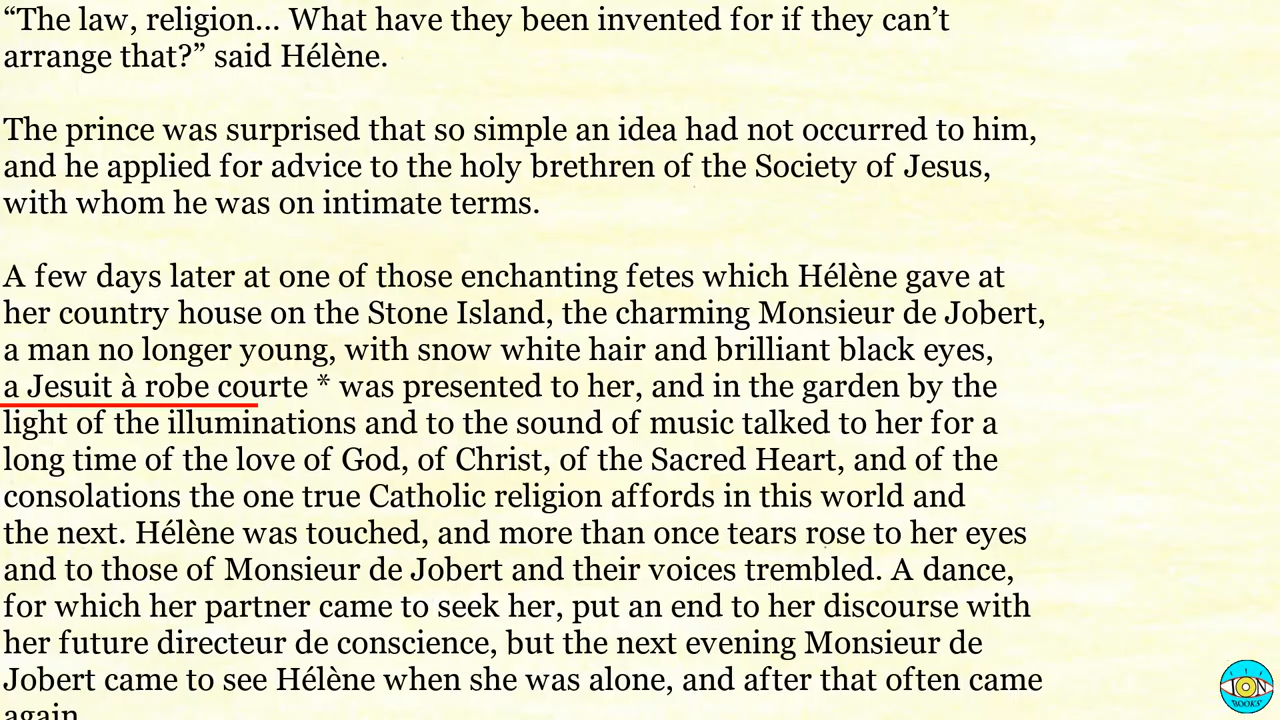 “The law, religion... What have they been invented for if they can’t
arrange that?” said Hélène.
The prince was surprised that so simple an idea had not occurred to him,
and he applied for advice to the holy brethren of the Society of Jesus,
with whom he was on intimate terms.
A few days later at one of those enchanting fetes which Hélène gave at
her country house on the Stone Island, the charming Monsieur de Jobert,
a man no longer young, with snow white hair and brilliant black eyes,
a Jesuit à robe courte * was presented to her, and in the garden by the
light of the illuminations and to the sound of music talked to her for a
long time of the love of God, of Christ, of the Sacred Heart, and of the
consolations the one true Catholic religion affords in this world and
the next. Hélène was touched, and more than once tears rose to her eyes
and to those of Monsieur de Jobert and their voices trembled. A dance,
for which her partner came to seek her, put an end to her discourse with
her future directeur de conscience, but the next evening Monsieur de
Jobert came to see Hélène when she was alone, and after that often came
again.
ION
BOOKS